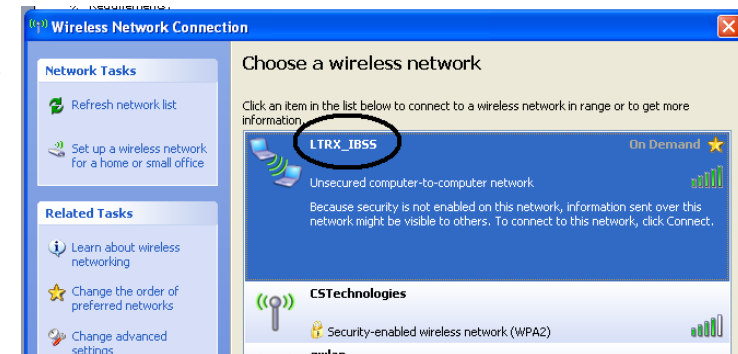 2. Requirements:
Wireless Network Connection
Network Tasks
Refresh network list
Set up a wireless network
for a home or small office
Related Tasks
Learn about wireless
networking
Change the order of
preferred networks
Change advanced
settings
Choose a wireless network
Click an item in the list below to connect to a wireless network in range or to get more
information.
LTRX_IBSS
On Demand
Unsecured computer-to-computer network
Because security is not enabled on this network, information sent over this
network might be visible to others. To connect to this network, click Connect.
CSTechnologies
Security-enabled wireless network (WPA2)